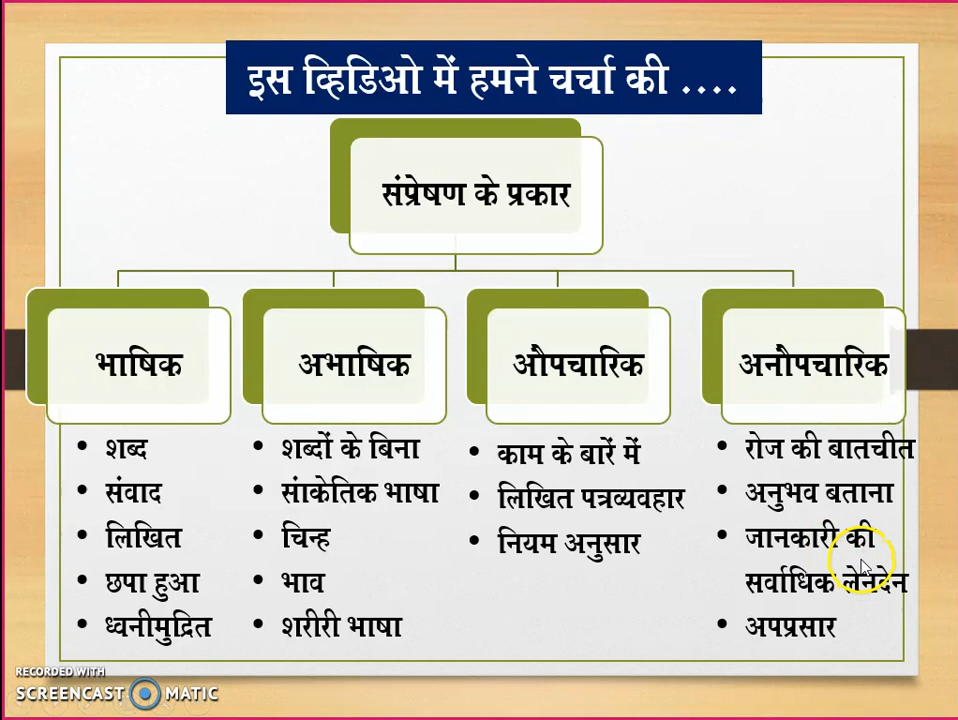 इस व्हिडिओ में हमने चर्चा की ....
संप्रेषण के प्रकार
भाषिक
• शब्द
• संवाद
• लिखित
• छपा हुआ
• ध्वनीमुद्रित
अभाषिक
• शब्दों के बिना
• सांकेतिक भाषा
• चिन्ह
• भाव
• शरीरी भाषा
औपचारिक
• काम के बारें में
• लिखित पत्रव्यवहार
• नियम अनुसार
अनौपचारिक
• रोज की बातचीत
• अनुभव बताना
• जानकारी की
सर्वाधिक लेनदेन
• अपप्रसार
RECORDED WITH
SCREENCAST MATIC